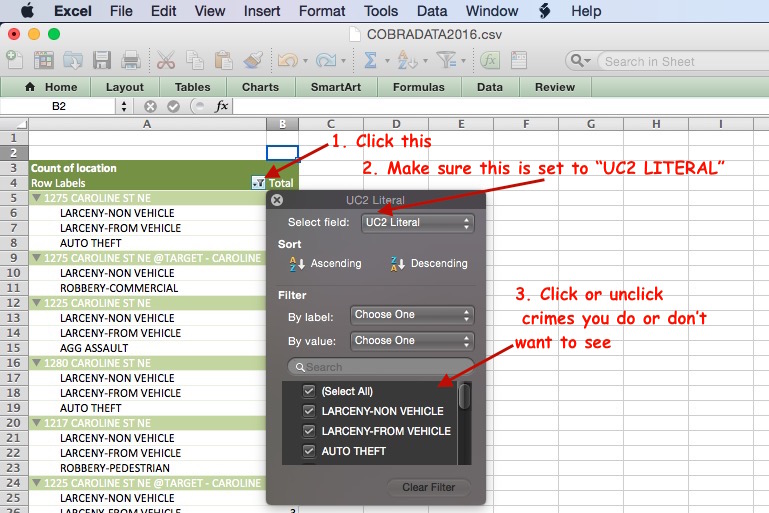 Excel File Edit View Insert Format Tools Data Window Help
COBRADATA2016.csv
Search in Sheet
Home Layout Tables Charts SmartArt Formulas Data Review
B2 fx
A B C D E F G H I
1
2
3 Count of location
4 Row Labels Total
5 1275 CAROLINE ST NE
6 LARCENY-NON VEHICLE
7 LARCENY-FROM VEHICLE
8 AUTO THEFT
9 1275 CAROLINE ST NE @TARGET - CAROLINE
10 LARCENY-NON VEHICLE
11 ROBBERY-COMMERCIAL
12 1225 CAROLINE ST NE
13 LARCENY-NON VEHICLE
14 LARCENY-FROM VEHICLE
15 AGG ASSAULT
16 1280 CAROLINE ST NE
17 LARCENY-NON VEHICLE
18 LARCENY-FROM VEHICLE
19 AUTO THEFT
20 1217 CAROLINE ST NE
21 LARCENY-NON VEHICLE
22 LARCENY-FROM VEHICLE
23 ROBBERY-PEDESTRIAN
24 1225 CAROLINE ST NE @TARGET - CAROLINE
25 LARCENY-NON VEHICLE
26 LARCENY-FROM VEHICLE 3
1. Click this
2. Make sure this is set to “UC2 LITERAL”
UC2 Literal
Select field: UC2 Literal
Sort
A Z Ascending Z A Descending
Filter
By label: Choose One
By value: Choose One
Search
(Select All)
LARCENY-NON VEHICLE
LARCENY-FROM VEHICLE
AUTO THEFT
Clear Filter
3. Click or unclick
crimes you do or don't
want to see